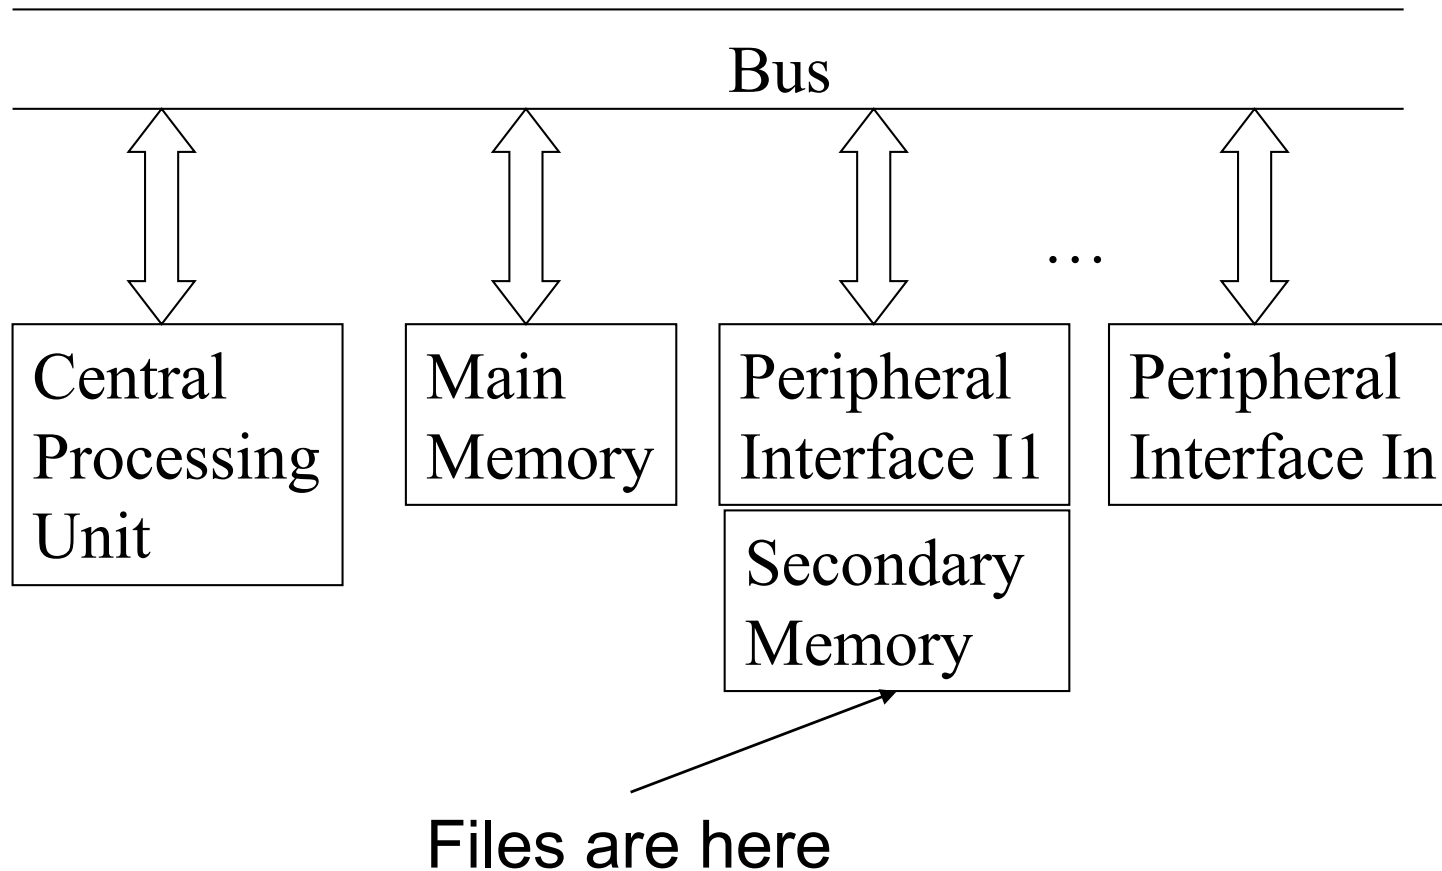 Bus
…
Central
Processing
Unit
Main
Memory
Peripheral
Interface I1
Peripheral
Interface In
Secondary
Memory
Files are here